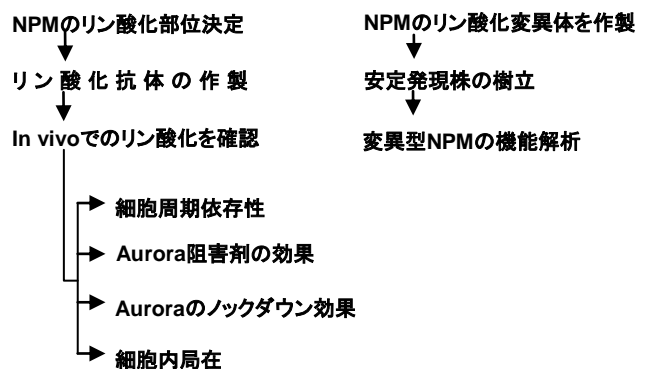 NPMのリン酸化部位決定
リン酸化抗体の作製
In vivoでのリン酸化を確認
細胞周期依存性
Aurora阻害剤の効果
Auroraのノックダウン効果
細胞内局在
NPMのリン酸化変異体を作製
安定発現株の樹立
変異型NPMの機能解析